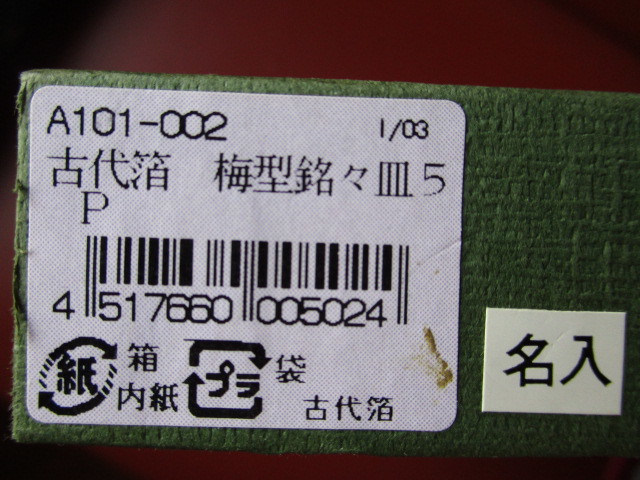 A101-002 1/03
古代箔 梅型銘々皿5
P
4 517660 005024
紙 箱 プラ 袋
内紙
古代箔
名入